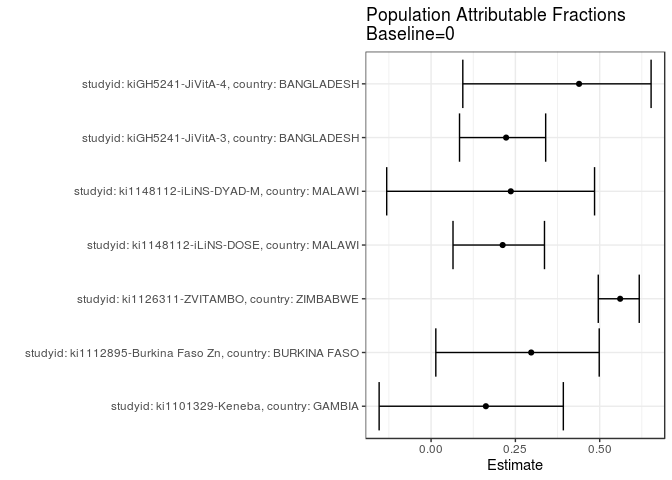 Population Attributable Fractions
Baseline=0
studyid: kiGH5241-JiVitA-4, country: BANGLADESH
studyid: kiGH5241-JiVitA-3, country: BANGLADESH
studyid: ki1148112-iLiNS-DYAD-M, country: MALAWI
studyid: ki1148112-iLiNS-DOSE, country: MALAWI
studyid: ki1126311-ZVITAMBO, country: ZIMBABWE
studyid: ki1112895-Burkina Faso Zn, country: BURKINA FASO
studyid: ki1101329-Keneba, country: GAMBIA
0.00 0.25 0.50
Estimate